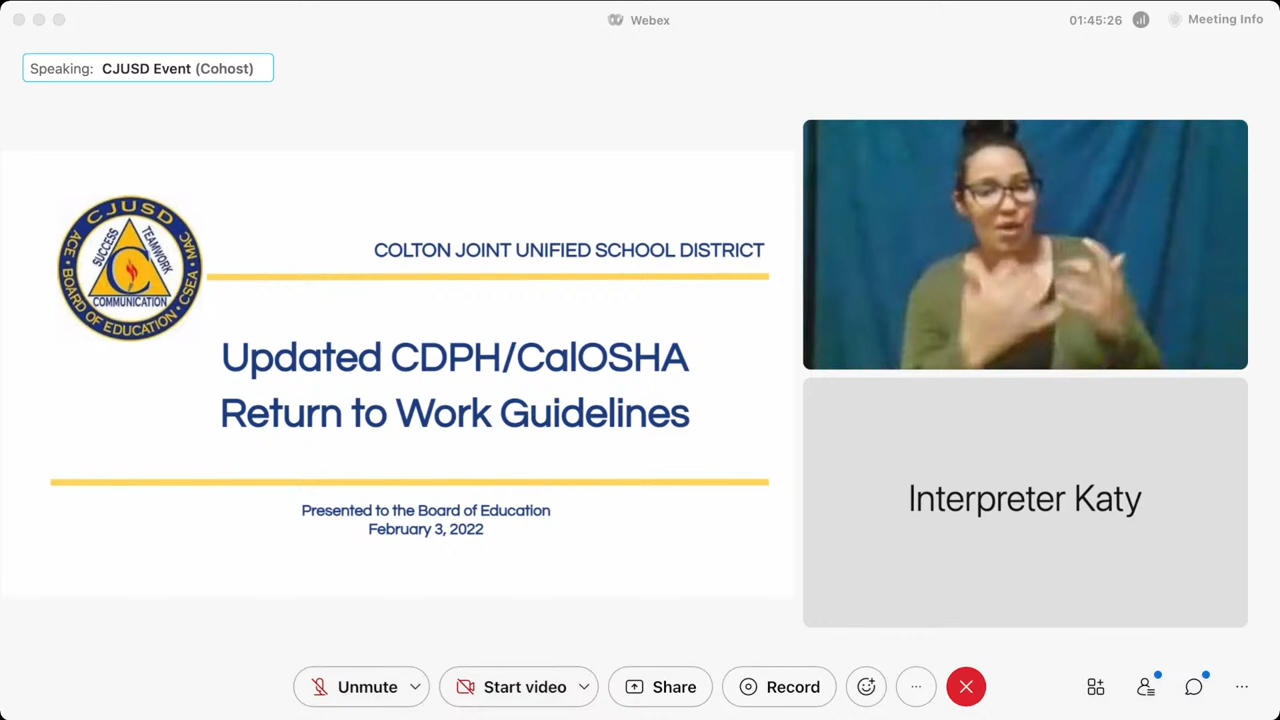 Webex
01:45:26
Meeting Info
Speaking: CJUSD Event (Cohost)
CJUSD
ACE • BOARD OF EDUCATION • CSEA • MAC
SUCCESS
TEAMWORK
C
COMMUNICATION
COLTON JOINT UNIFIED SCHOOL DISTRICT
Updated CDPH/CalOSHA
Return to Work Guidelines
Presented to the Board of Education
February 3, 2022
Interpreter Katy
Unmute
Start video
Share
Record